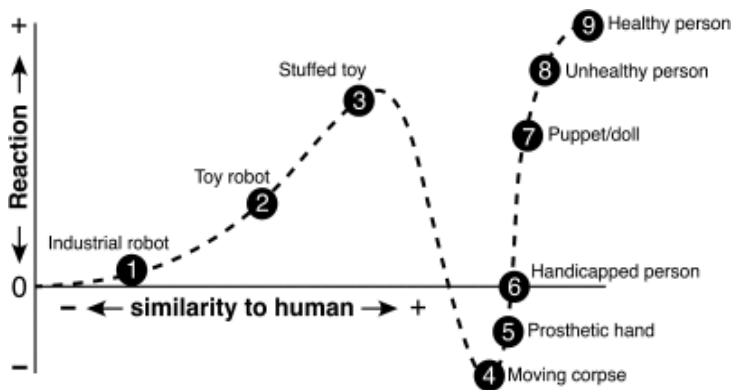 +
9 Healthy person
8 Unhealthy person
Stuffed toy
3
7 Puppet/doll
Reaction
Toy robot
2
Industrial robot
1
0
6 Handicapped person
− similarity to human +
5 Prosthetic hand
−
4 Moving corpse